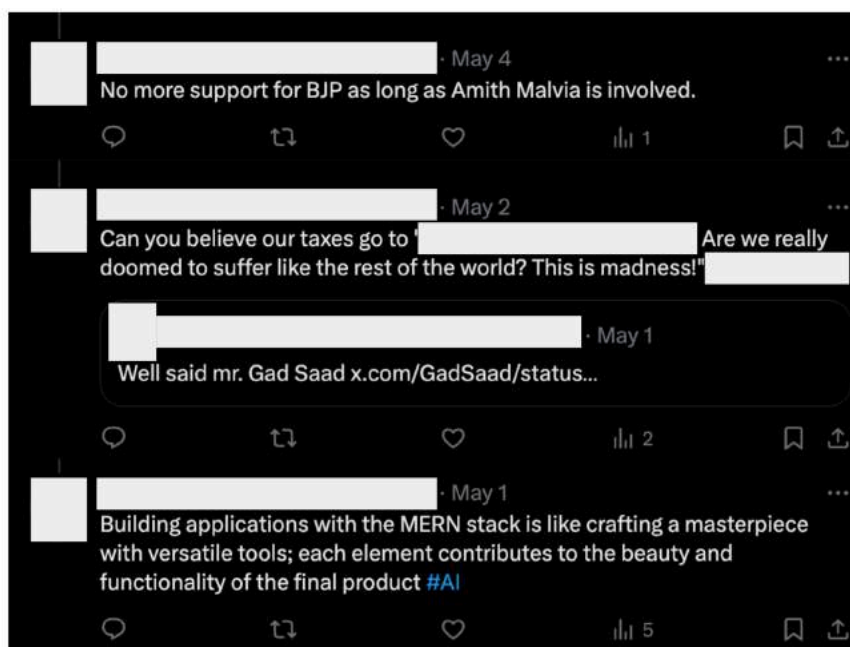 · May 4
No more support for BJP as long as Amith Malvia is involved.
1
· May 2
Can you believe our taxes go to ' Are we really
doomed to suffer like the rest of the world? This is madness!"
· May 1
Well said mr. Gad Saad x.com/GadSaad/status...
2
· May 1
Building applications with the MERN stack is like crafting a masterpiece
with versatile tools; each element contributes to the beauty and
functionality of the final product #AI
5